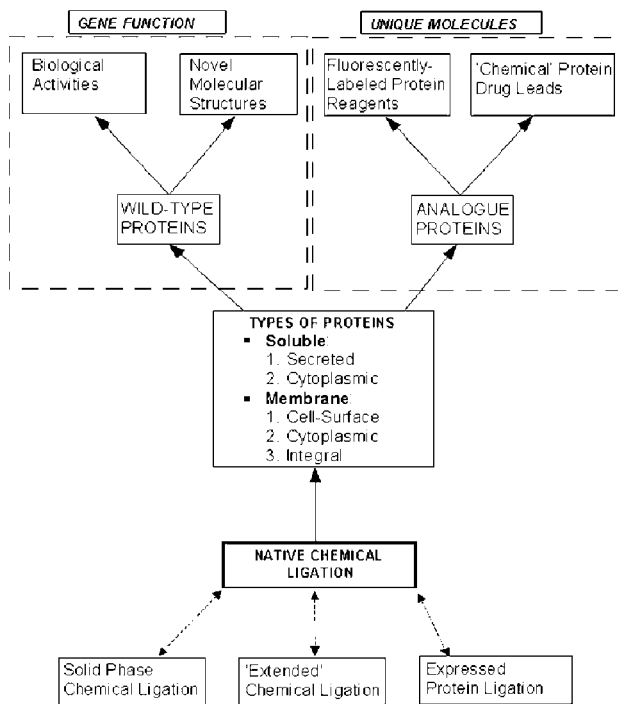 GENE FUNCTION
UNIQUE MOLECULES
Biological
Activities
Novel
Molecular
Structures
Fluorescently-
Labeled Protein
Reagents
'Chemical' Protein
Drug Leads
WILD-TYPE
PROTEINS
ANALOGUE
PROTEINS
TYPES OF PROTEINS
▪ Soluble:
1. Secreted
2. Cytoplasmic
▪ Membrane:
1. Cell-Surface
2. Cytoplasmic
3. Integral
NATIVE CHEMICAL
LIGATION
Solid Phase
Chemical Ligation
'Extended'
Chemical Ligation
Expressed
Protein Ligation